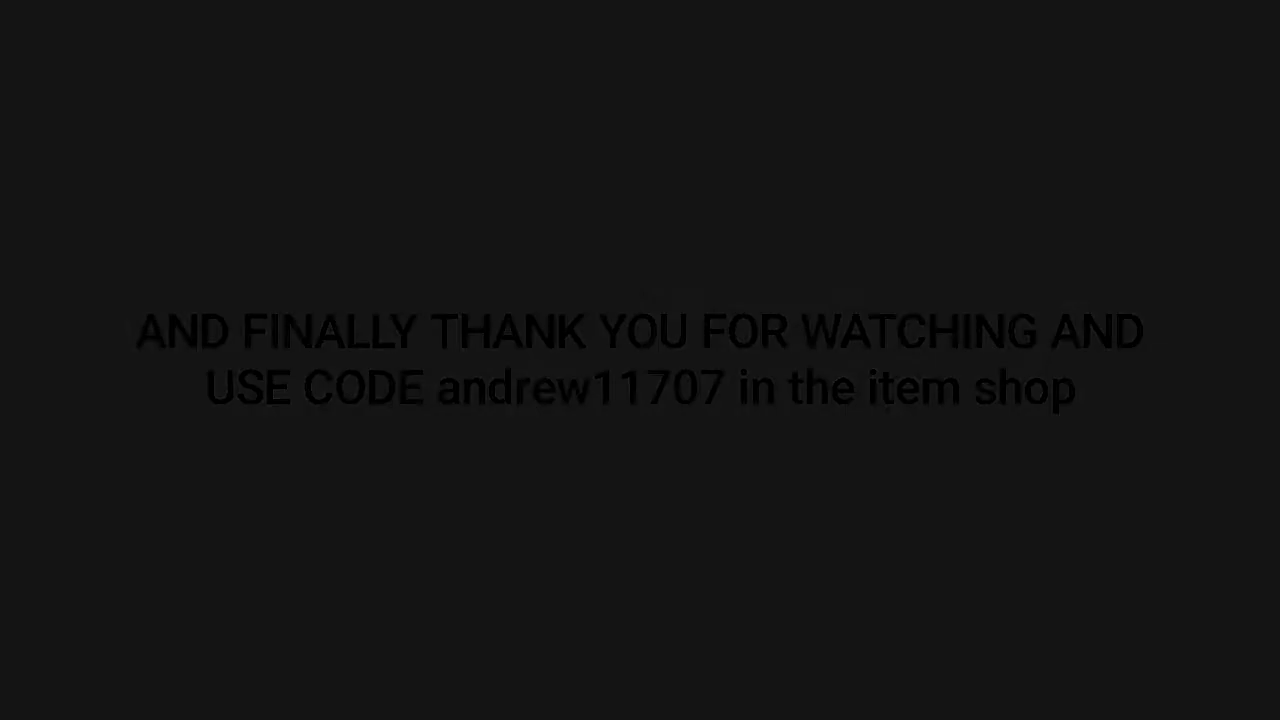 AND FINALLY THANK YOU FOR WATCHING AND
USE CODE andrew11707 in the item shop